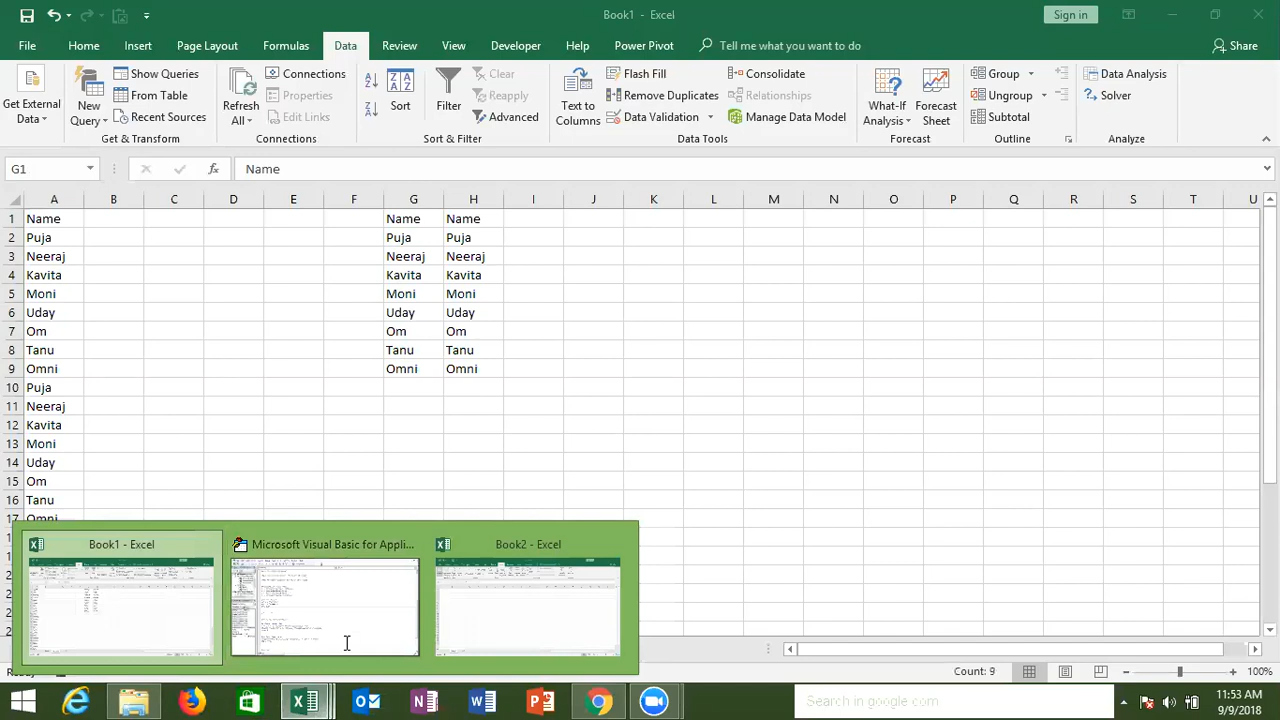 Book1 - Excel
Sign in
File Home Insert Page Layout Formulas Data Review View Developer Help Power Pivot Tell me what you want to do Share
Get External Data
New Query
Show Queries
From Table
Recent Sources
Get & Transform
Refresh All
Connections
Properties
Edit Links
Connections
Sort
Filter
Clear
Reapply
Advanced
Sort & Filter
Text to Columns
Flash Fill
Remove Duplicates
Data Validation
Consolidate
Relationships
Manage Data Model
Data Tools
What-If Analysis
Forecast Sheet
Forecast
Group
Ungroup
Subtotal
Outline
Data Analysis
Solver
Analyze
G1 fx Name
A B C D E F G H I J K L M N O P Q R S T U
1 Name Name Name
2 Puja Puja Puja
3 Neeraj Neeraj Neeraj
4 Kavita Kavita Kavita
5 Moni Moni Moni
6 Uday Uday Uday
7 Om Om Om
8 Tanu Tanu Tanu
9 Omni Omni Omni
10 Puja
11 Neeraj
12 Kavita
13 Moni
14 Uday
15 Om
16 Tanu
17 Omni
Book1 - Excel
Microsoft Visual Basic for Appli...
Book2 - Excel
Count: 9
100%
Search in google.com
11:53 AM
9/9/2018